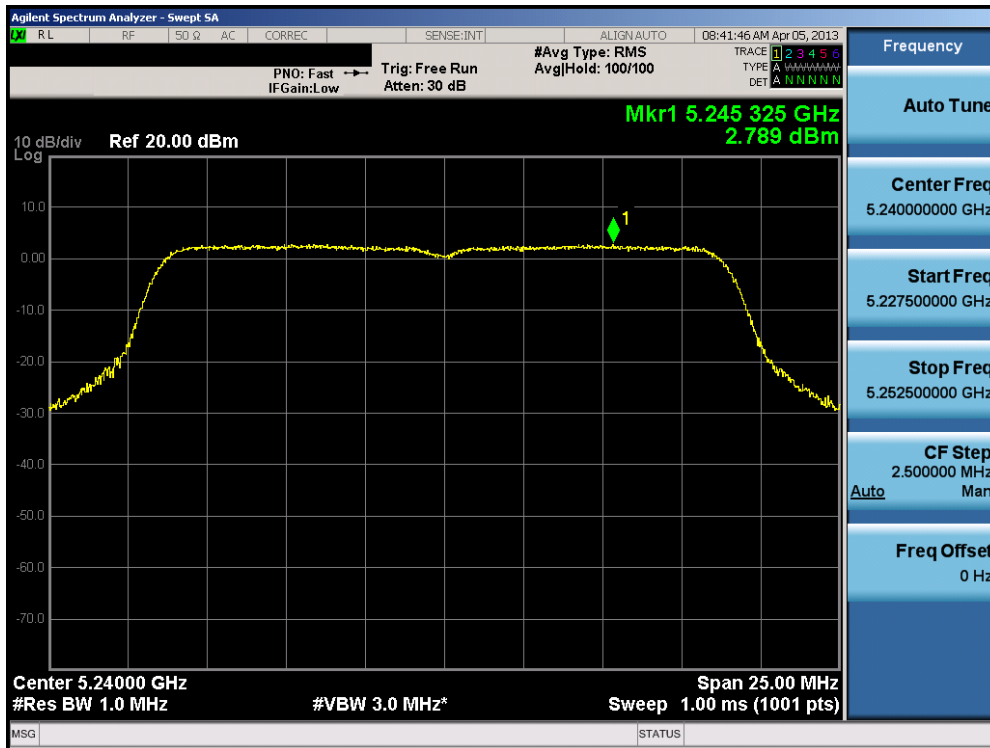 Agilent Spectrum Analyzer - Swept SA
LXI RL RF 50 Ω AC CORREC SENSE:INT ALIGN AUTO 08:41:46 AM Apr 05, 2013
PNO: Fast
IFGain:Low
Trig: Free Run
Atten: 30 dB
#Avg Type: RMS
Avg|Hold: 100/100
TRACE 1 2 3 4 5 6
TYPE A WWWWW
DET A N N N N N
Mkr1 5.245 325 GHz
2.789 dBm
10 dB/div Ref 20.00 dBm
Log
10.0
1
0.00
-10.0
-20.0
-30.0
-40.0
-50.0
-60.0
-70.0
Center 5.24000 GHz Span 25.00 MHz
#Res BW 1.0 MHz #VBW 3.0 MHz* Sweep 1.00 ms (1001 pts)
MSG STATUS
Frequency
Auto Tune
Center Freq
5.240000000 GHz
Start Freq
5.227500000 GHz
Stop Freq
5.252500000 GHz
CF Step
2.500000 MHz
Auto Man
Freq Offset
0 Hz